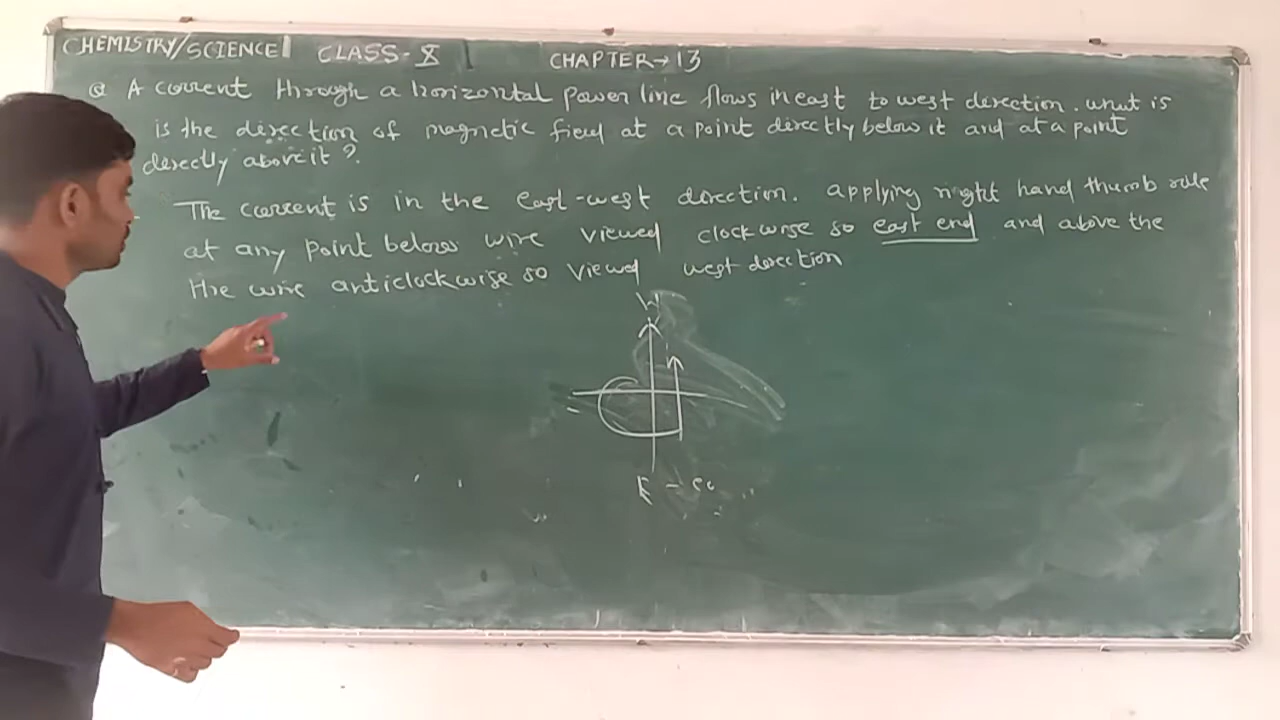 CHEMISTRY/SCIENCE CLASS-X CHAPTER→13
Q A current through a horizontal power line flows in east to west direction. what is
is the direction of magnetic field at a point directly below it and at a point
directly above it?
The current is in the east-west direction. applying right hand thumb rule
at any point below wire viewed clockwise so east end and above the
the wire anticlockwise so viewed west direction
W
E